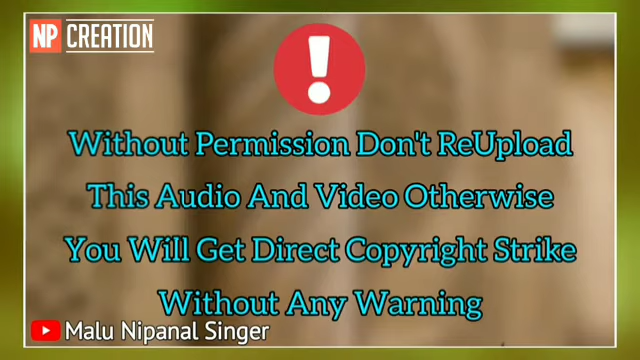 NP CREATION
Without Permission Don't ReUpload
This Audio And Video Otherwise
You Will Get Direct Copyright Strike
Without Any Warning
Malu Nipanal Singer